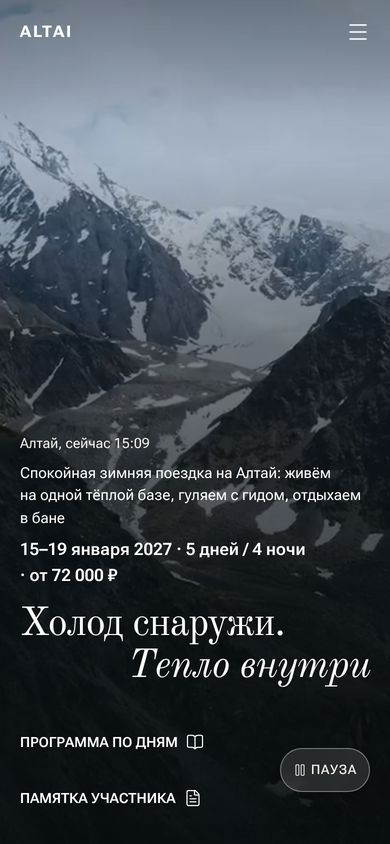 ALTAI
Алтай, сейчас 15:09
Спокойная зимняя поездка на Алтай: живём
на одной тёплой базе, гуляем с гидом, отдыхаем
в бане
15–19 января 2027 · 5 дней / 4 ночи
· от 72 000 ₽
Холод снаружи.
Тепло внутри
ПРОГРАММА ПО ДНЯМ
ПАУЗА
ПАМЯТКА УЧАСТНИКА